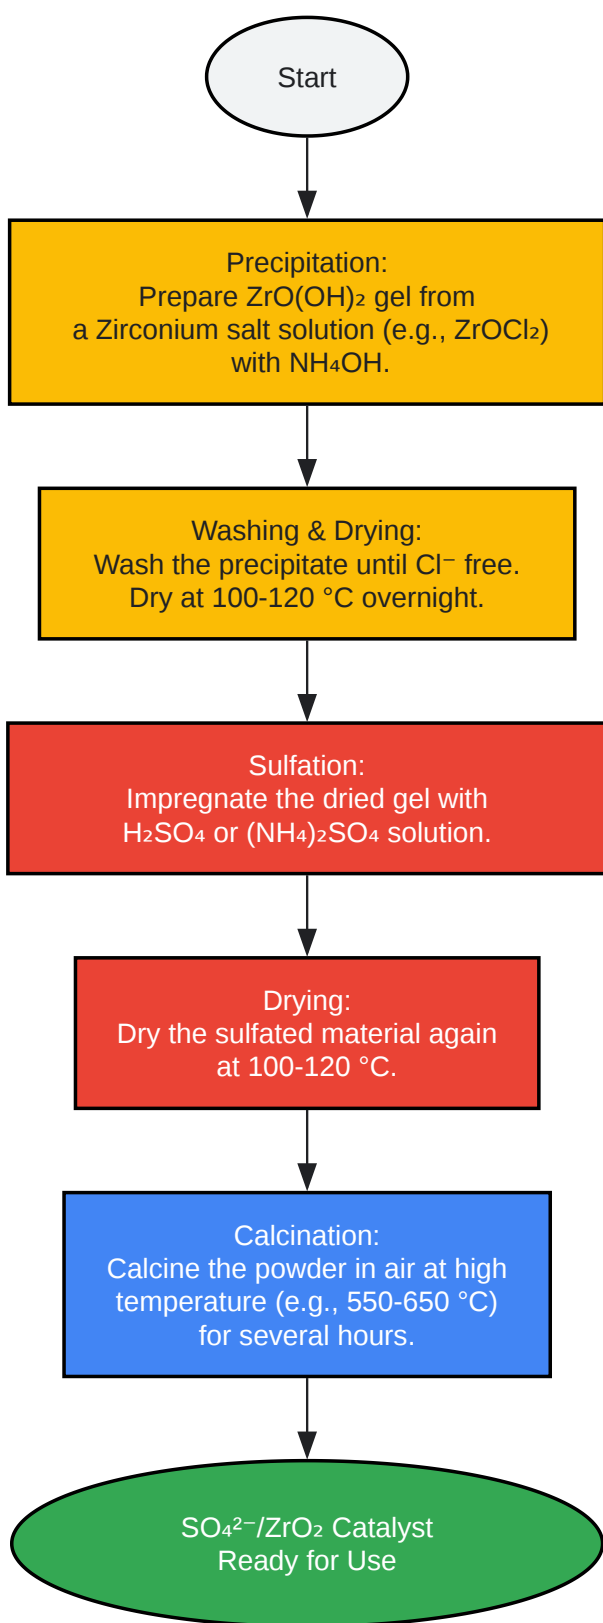 Start
Precipitation:
Prepare ZrO(OH)₂ gel from
a Zirconium salt solution (e.g., ZrOCl₂)
with NH₄OH.
Washing & Drying:
Wash the precipitate until Cl⁻ free.
Dry at 100-120 °C overnight.
Sulfation:
Impregnate the dried gel with
H₂SO₄ or (NH₄)₂SO₄ solution.
Drying:
Dry the sulfated material again
at 100-120 °C.
Calcination:
Calcine the powder in air at high
temperature (e.g., 550-650 °C)
for several hours.
SO₄²⁻/ZrO₂ Catalyst
Ready for Use